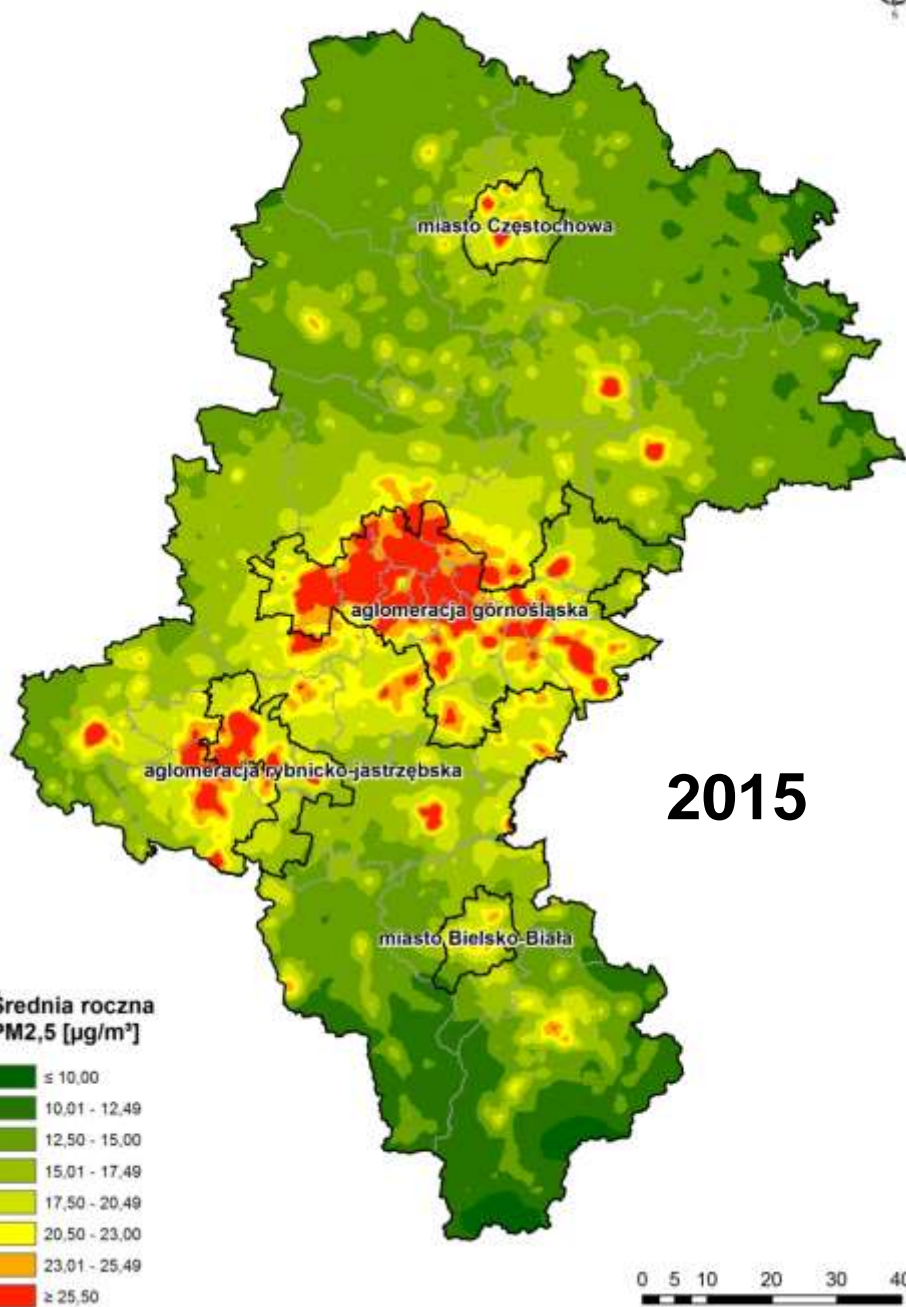 miasto Częstochowa
aglomeracja górnośląska
aglomeracja rybnicko-jastrzębska
2015
miasto Bielsko-Biała
Średnia roczna
PM2,5 [µg/m³]
≤ 10,00
10,01 - 12,49
12,50 - 15,00
15,01 - 17,49
17,50 - 20,49
20,50 - 23,00
23,01 - 25,49
≥ 25,50
0 5 10 20 30 40